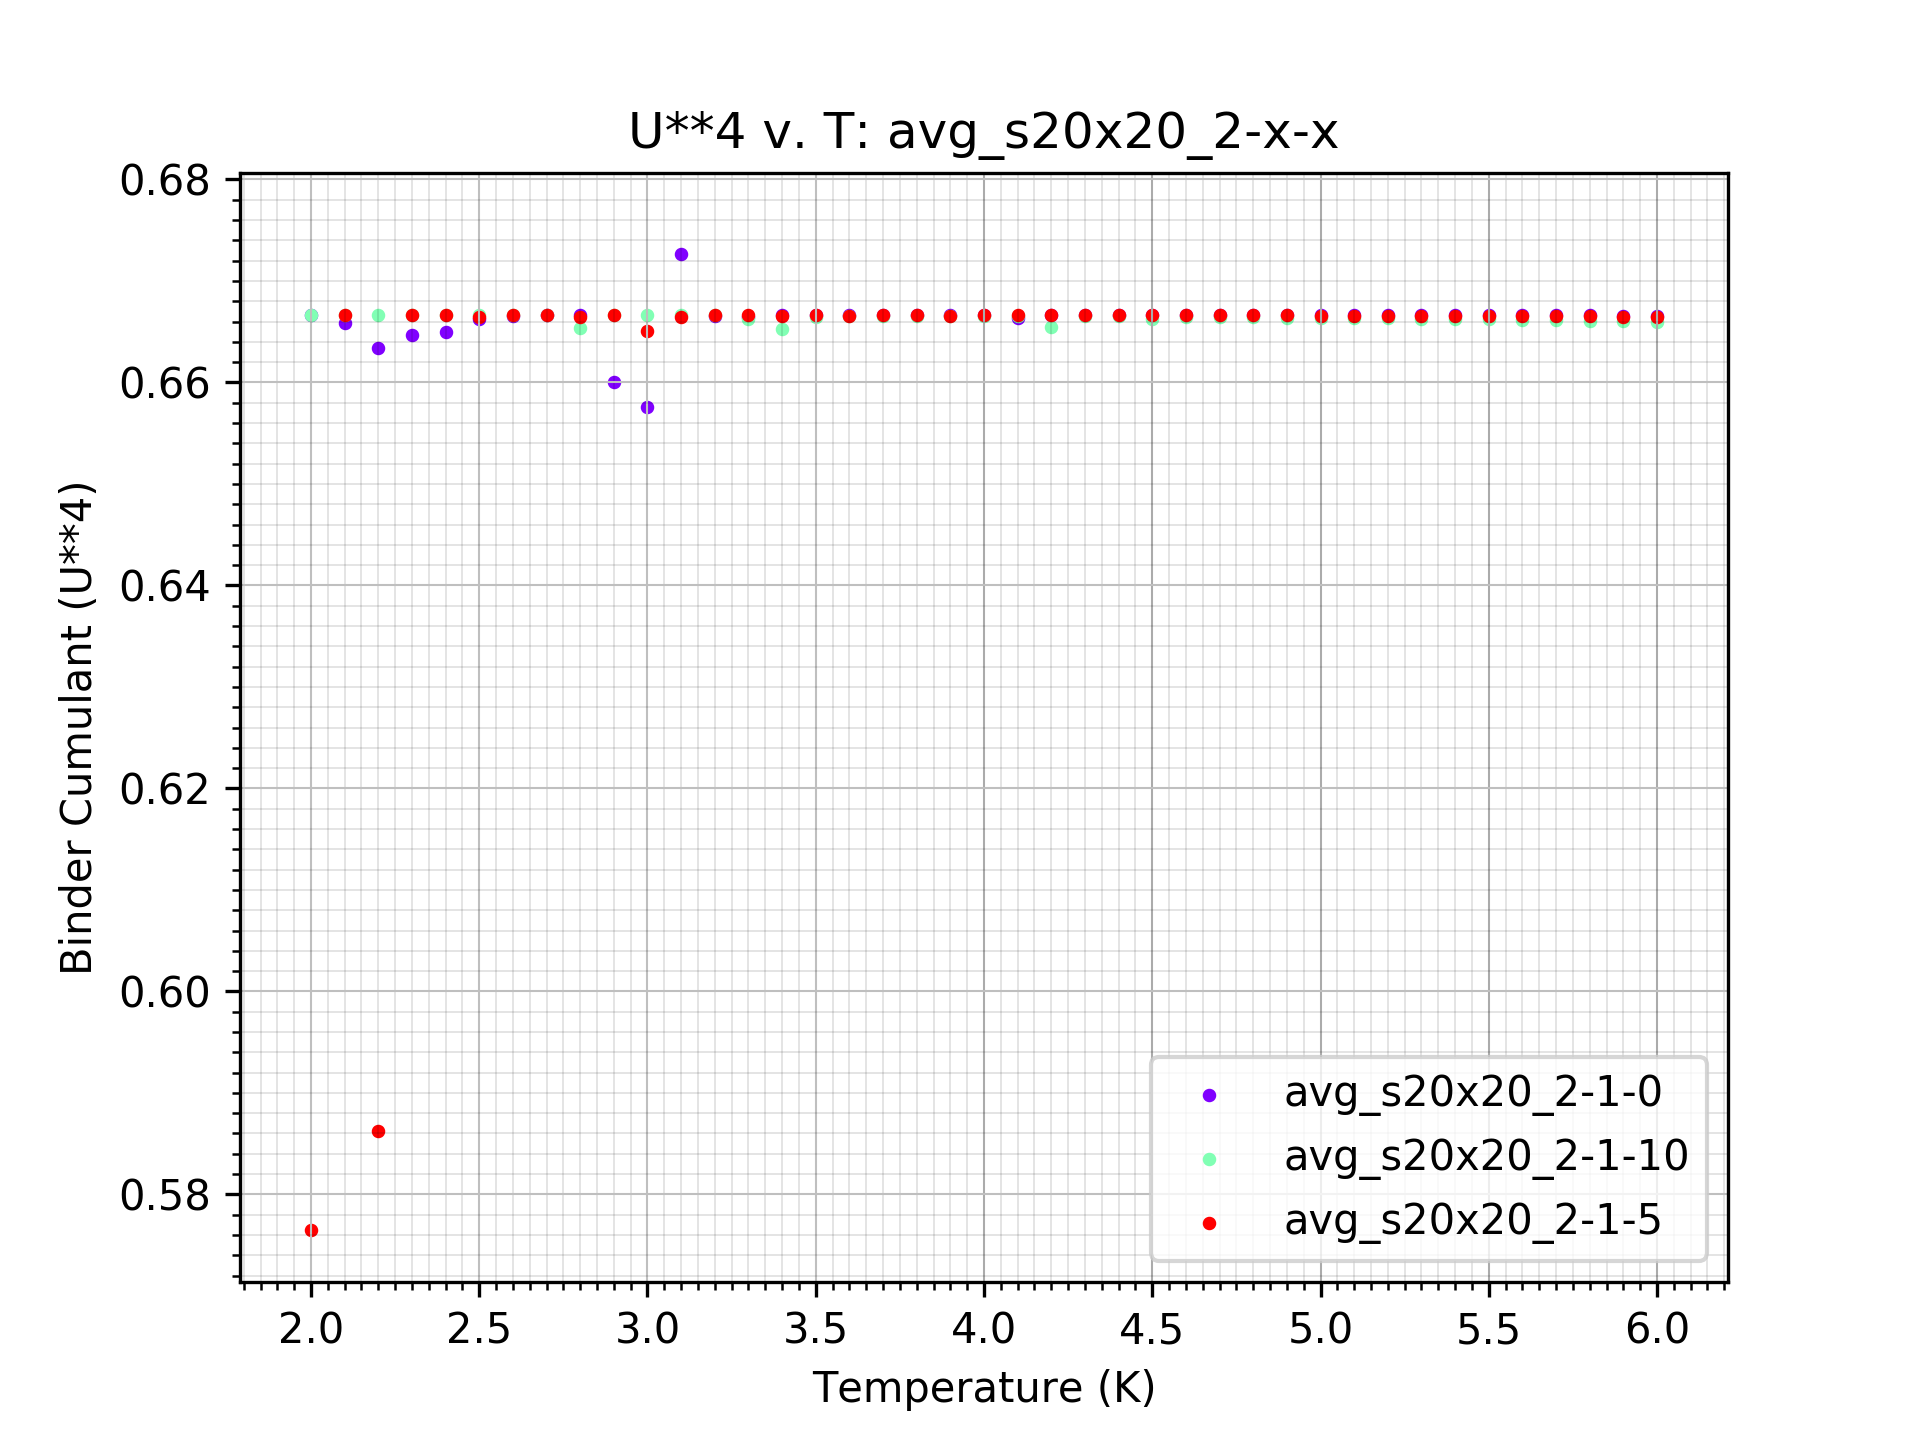 U**4 v. T: avg_s20x20_2-x-x
0.68
0.66
0.64
0.62
0.60
0.58
Binder Cumulant (U**4)
2.0 2.5 3.0 3.5 4.0 4.5 5.0 5.5 6.0
Temperature (K)
avg_s20x20_2-1-0
avg_s20x20_2-1-10
avg_s20x20_2-1-5